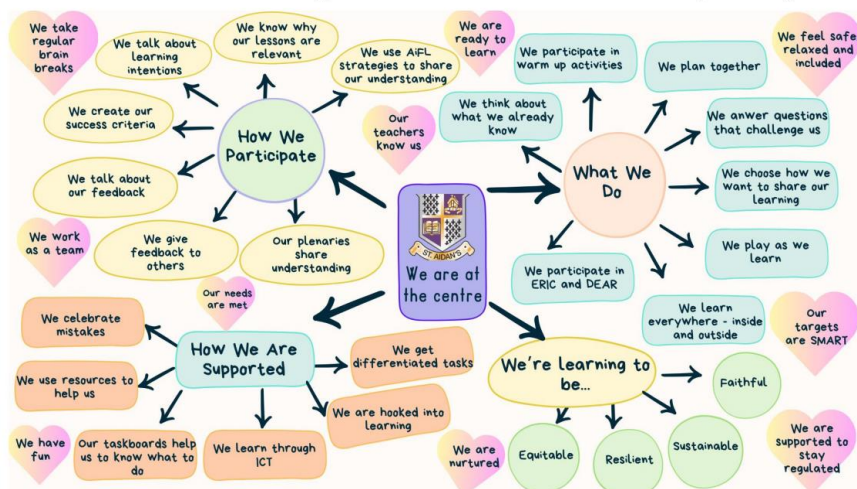 We take
regular
brain
breaks
We talk about
learning
intentions
We know why
our lessons are
relevant
We use AiFL
strategies to share
our understanding
We create our
success criteria
How We
Participate
We talk about
our feedback
We give
feedback to
others
Our plenaries
share
understanding
We work
as a team
Our
teachers
know us
We are
ready to
learn
We participate in
warm up activities
We plan together
We feel safe
relaxed and
included
We think about
what we already
know
We anwer questions
that challenge us
What We
Do
We choose how we
want to share our
learning
We play as we
learn
We participate in
ERIC and DEAR
We learn
everywhere - inside
and outside
ST. AIDAN'S
We are at
the centre
Our needs
are met
We celebrate
mistakes
How We Are
Supported
We get
differentiated tasks
We use resources to
help us
We are hooked into
learning
Our taskboards help
us to know what to
do
We learn through
ICT
We have
fun
We're learning to
be...
Faithful
Sustainable
Resilient
Equitable
We are
nurtured
Our
targets
are SMART
We are
supported to
stay
regulated